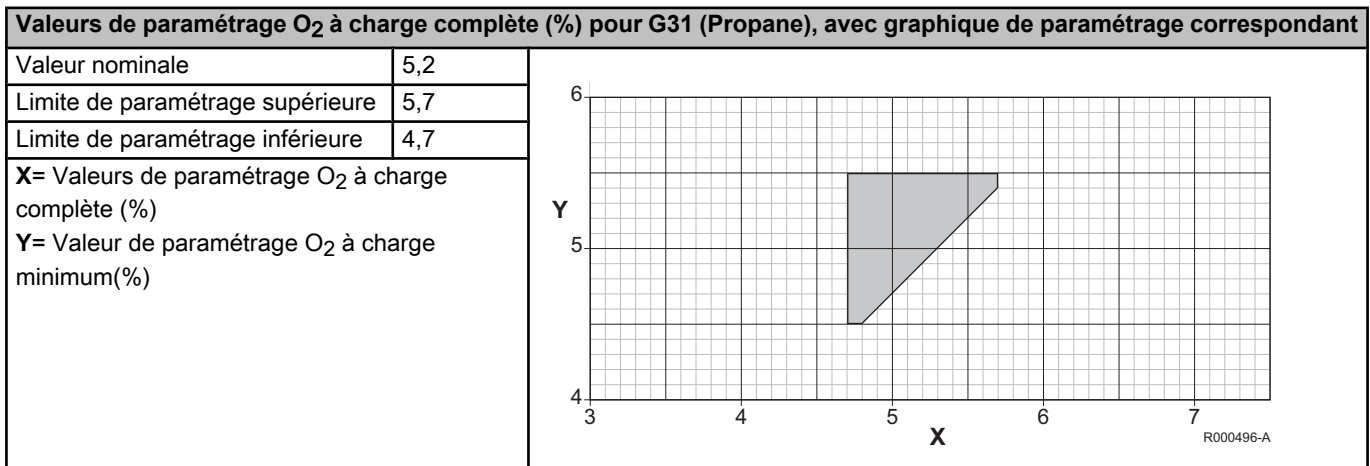 Valeurs de paramétrage O2 à charge complète (%) pour G31 (Propane), avec graphique de paramétrage correspondant
Valeur nominale 5,2
Limite de paramétrage supérieure 5,7
Limite de paramétrage inférieure 4,7
X= Valeurs de paramétrage O2 à charge
complète (%)
Y= Valeur de paramétrage O2 à charge
minimum(%)
6
Y
5
4
3 4 5 6 7
X
R000496-A